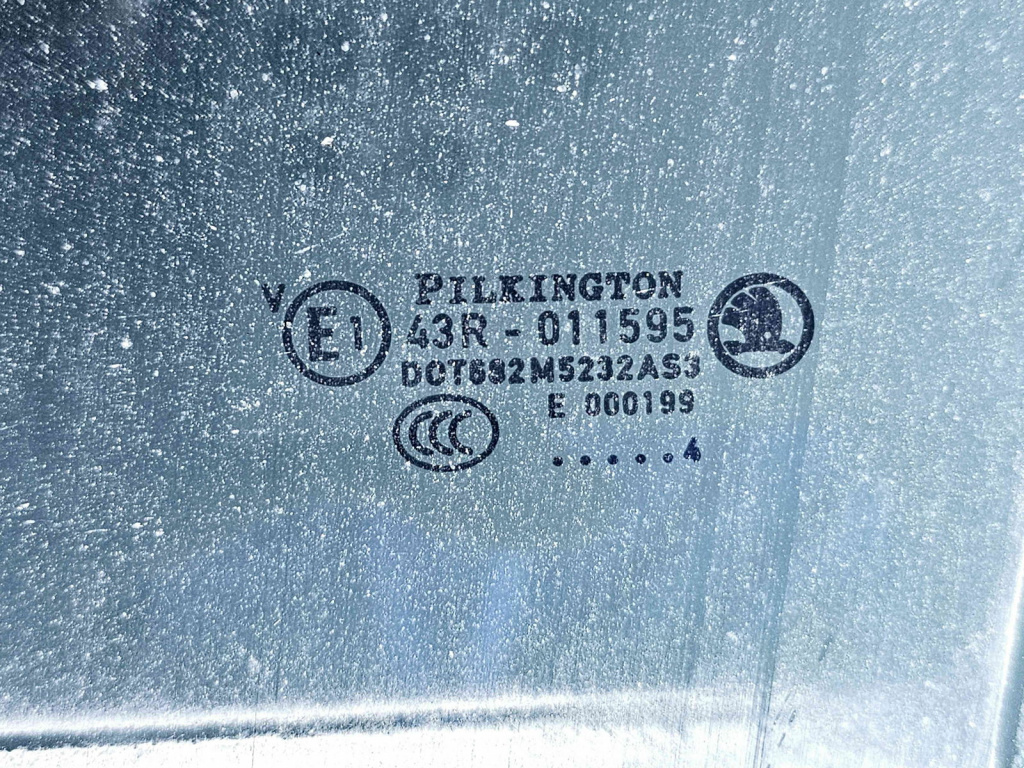 PILKINGTON
V E1 43R - 011595
DOT692M5232AS3
CCC E 000199
.....4